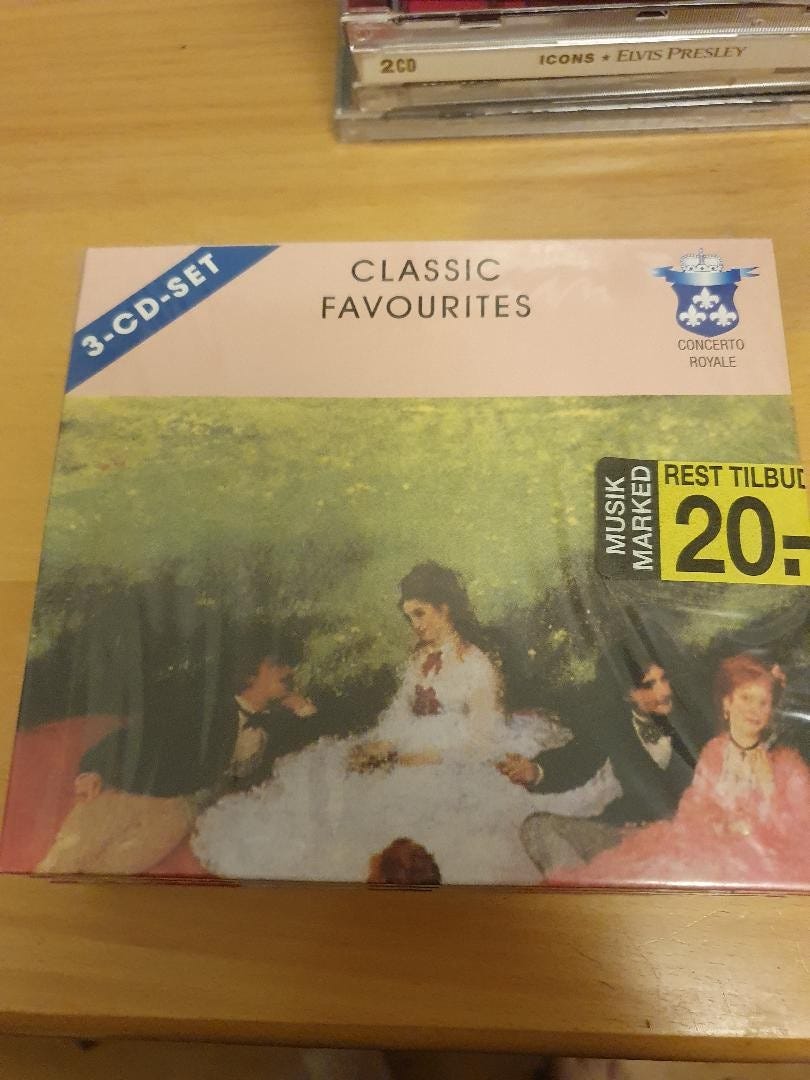 2CD
ICONS ★ ELVIS PRESLEY
3-CD-SET
CLASSIC
FAVOURITES
CONCERTO
ROYALE
MUSIK
MARKED
REST TILBUD
20.-